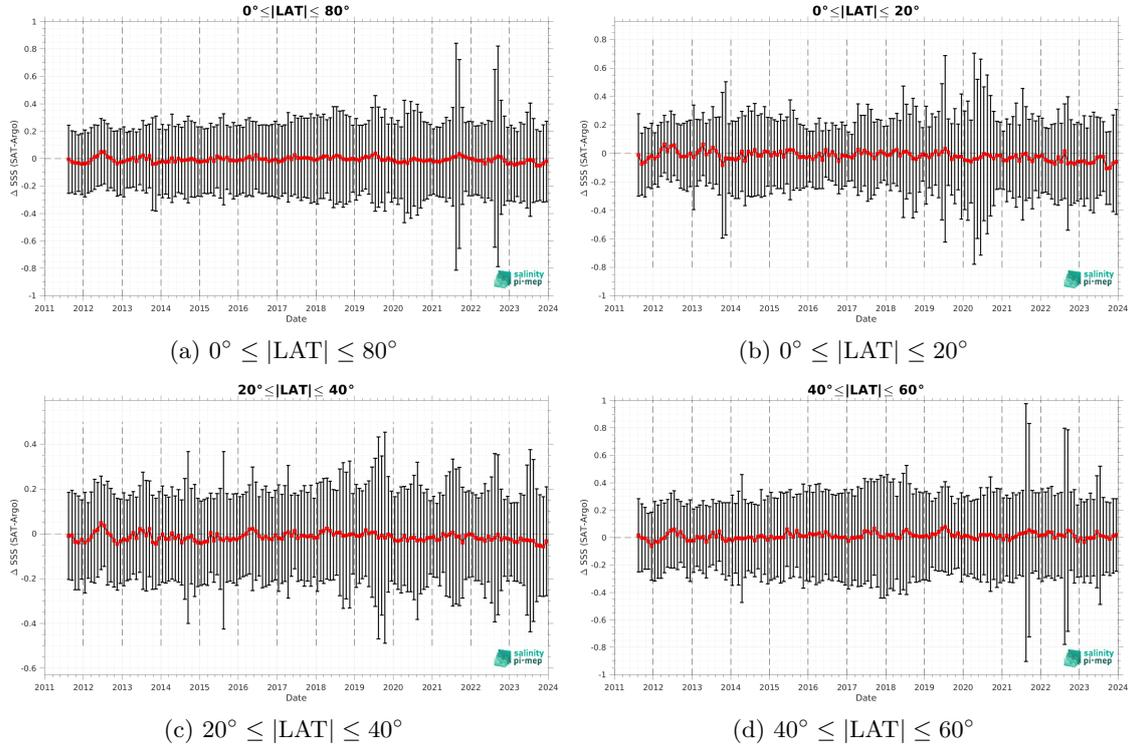 0°≤|LAT|≤ 80°
1
0.8
0.6
0.4
0.2
0
-0.2
-0.4
-0.6
-0.8
-1
Δ SSS (SAT-Argo)
2011 2012 2013 2014 2015 2016 2017 2018 2019 2020 2021 2022 2023 2024
Date
salinity
pi-mep
(a) 0° ≤ |LAT| ≤ 80°
0°≤|LAT|≤ 20°
0.8
0.6
0.4
0.2
0
-0.2
-0.4
-0.6
-0.8
-1
Δ SSS (SAT-Argo)
2011 2012 2013 2014 2015 2016 2017 2018 2019 2020 2021 2022 2023 2024
Date
salinity
pi-mep
(b) 0° ≤ |LAT| ≤ 20°
20°≤|LAT|≤ 40°
0.4
0.2
0
-0.2
-0.4
-0.6
Δ SSS (SAT-Argo)
2011 2012 2013 2014 2015 2016 2017 2018 2019 2020 2021 2022 2023 2024
Date
salinity
pi-mep
(c) 20° ≤ |LAT| ≤ 40°
40°≤|LAT|≤ 60°
1
0.8
0.6
0.4
0.2
0
-0.2
-0.4
-0.6
-0.8
-1
Δ SSS (SAT-Argo)
2011 2012 2013 2014 2015 2016 2017 2018 2019 2020 2021 2022 2023 2024
Date
salinity
pi-mep
(d) 40° ≤ |LAT| ≤ 60°